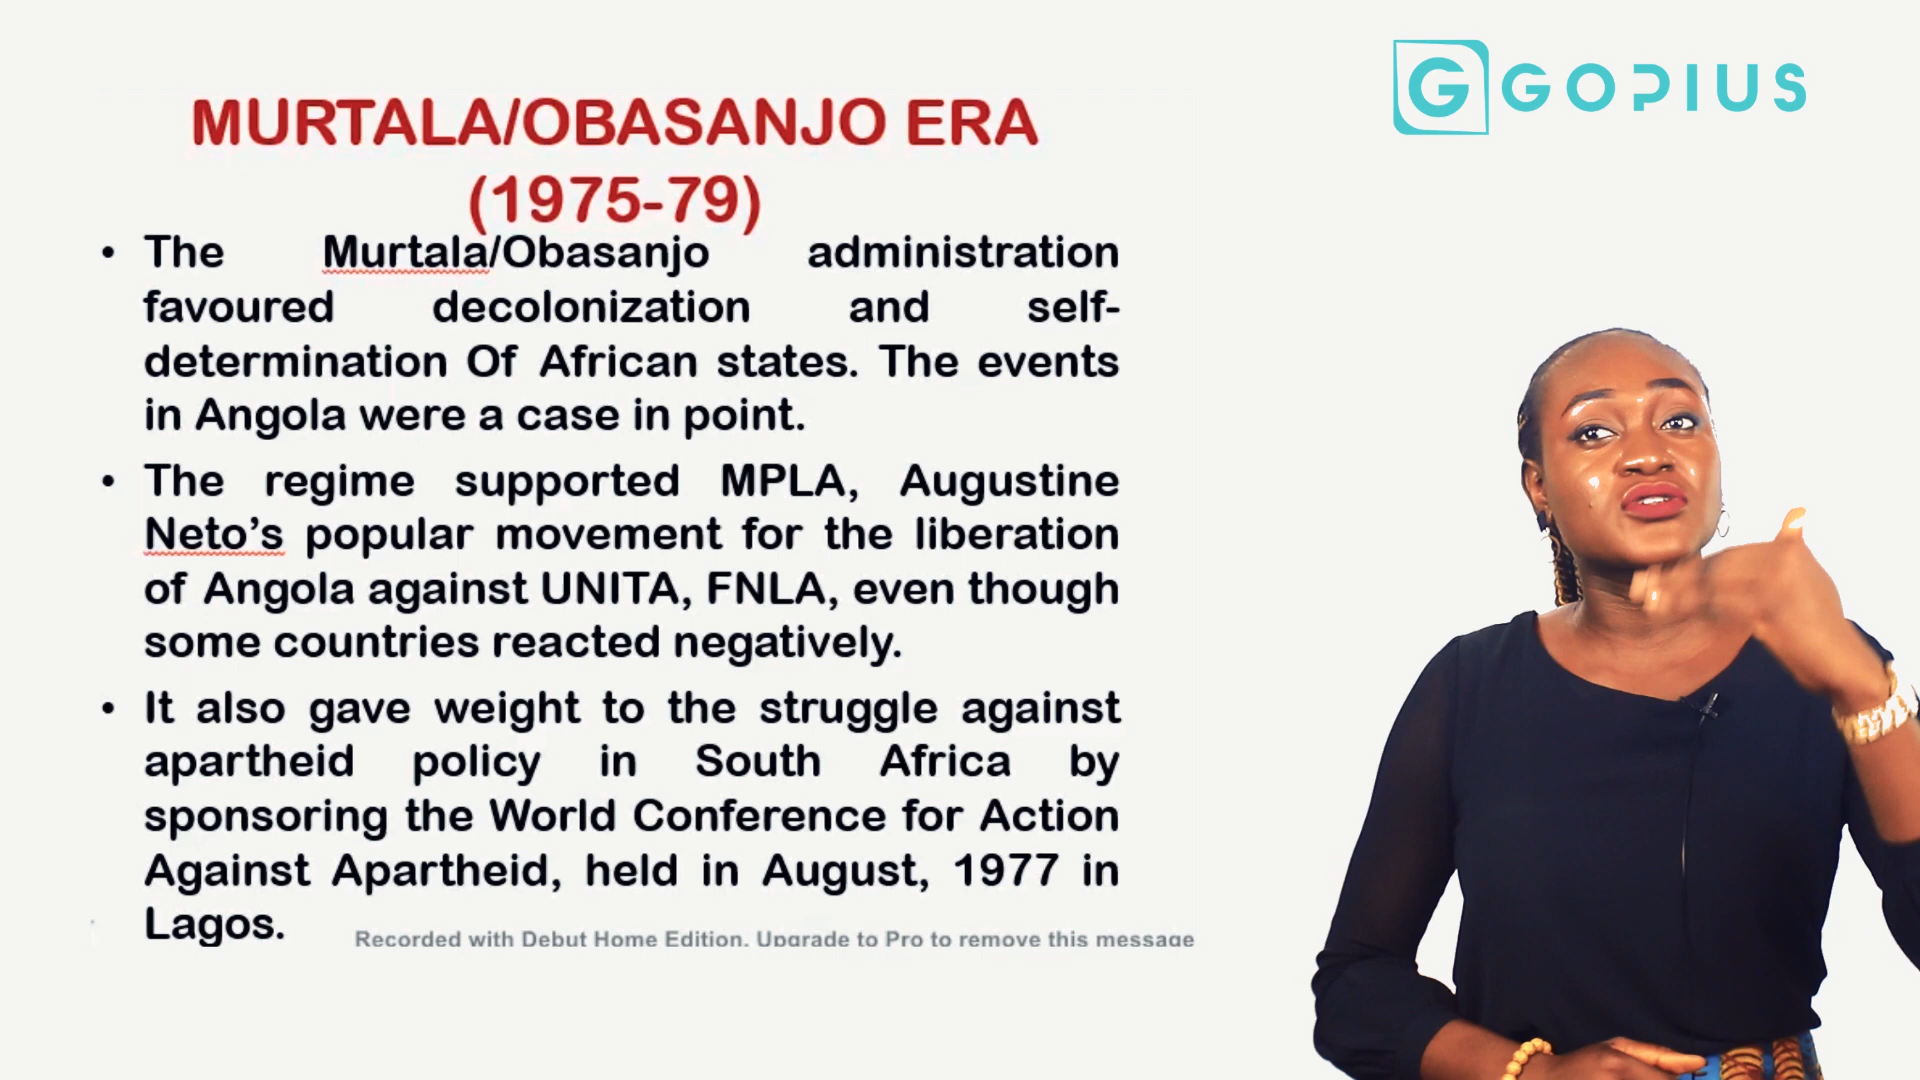 GOPIUS
MURTALA/OBASANJO ERA
(1975-79)
• The Murtala/Obasanjo administration
favoured decolonization and self-
determination Of African states. The events
in Angola were a case in point.
• The regime supported MPLA, Augustine
Neto’s popular movement for the liberation
of Angola against UNITA, FNLA, even though
some countries reacted negatively.
• It also gave weight to the struggle against
apartheid policy in South Africa by
sponsoring the World Conference for Action
Against Apartheid, held in August, 1977 in
Lagos.
Recorded with Debut Home Edition. Upgrade to Pro to remove this message